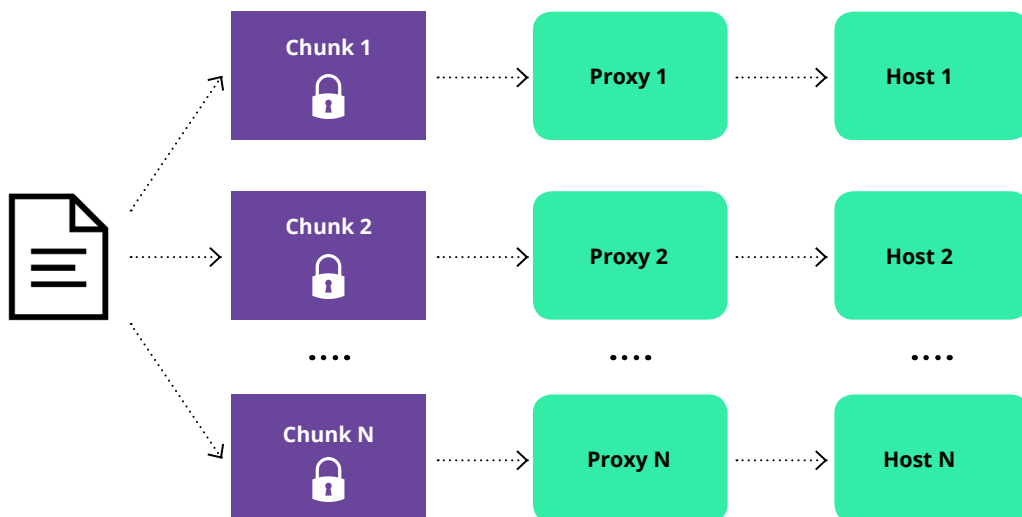 Chunk 1
Proxy 1
Host 1
Chunk 2
Proxy 2
Host 2
....
....
....
Chunk N
Proxy N
Host N